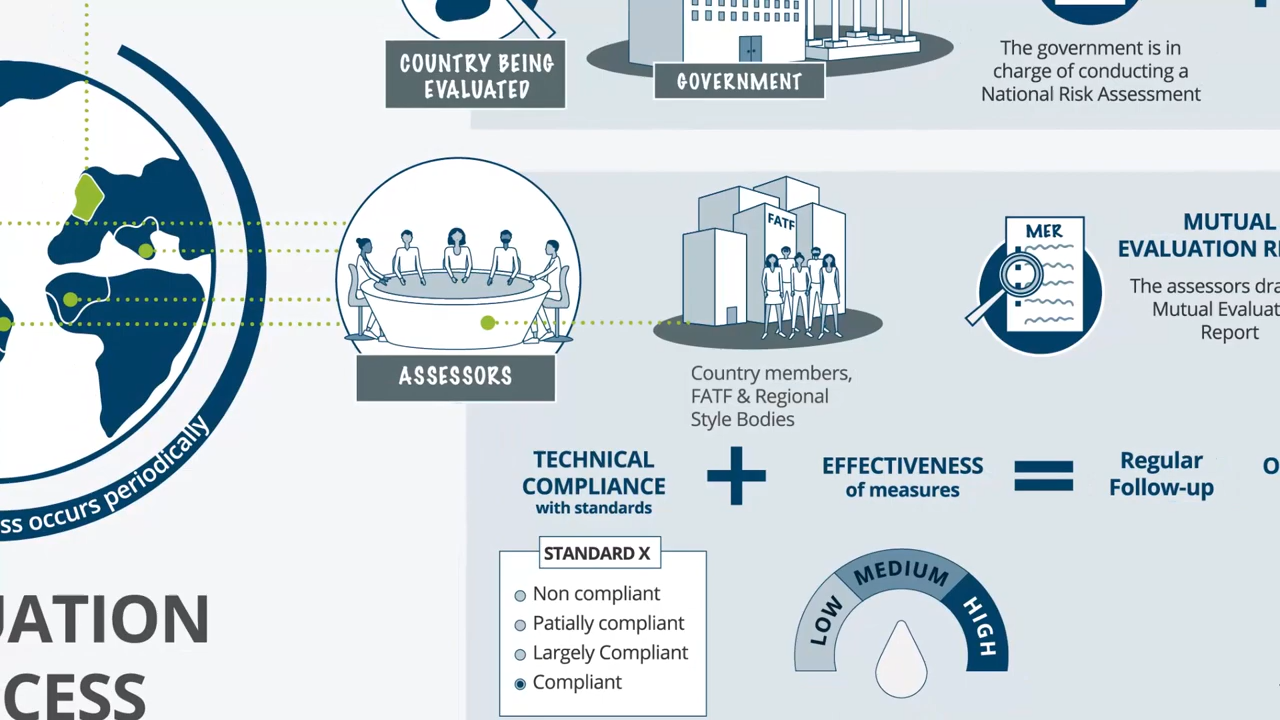 COUNTRY BEING
EVALUATED
GOVERNMENT
The government is in
charge of conducting a
National Risk Assessment
ASSESSORS
FATF
Country members,
FATF & Regional
Style Bodies
MER
MUTUAL
EVALUATION
The assessors
Mutual
Report
ss occurs periodically
UATION
CESS
TECHNICAL
COMPLIANCE
with standards
EFFECTIVENESS
of measures
Regular
Follow-up
STANDARD X
Non compliant
Patially compliant
Largely Compliant
Compliant
LOW
MEDIUM
HIGH